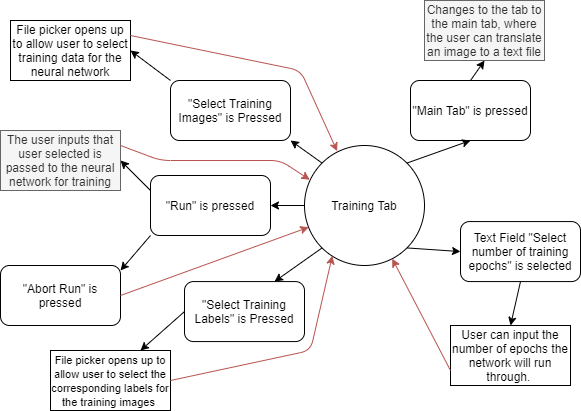 File picker opens up
to allow user to select
training data for the
neural network
Changes to the tab to
the main tab, where
the user can translate
an image to a text file
"Select Training
Images" is Pressed
"Main Tab" is pressed
The user inputs that
user selected is
passed to the neural
network for training
"Run" is pressed
Training Tab
Text Field "Select
number of training
epochs" is selected
"Abort Run" is
pressed
"Select Training
Labels" is Pressed
User can input the
number of epochs the
network will run
through.
File picker opens up to
allow user to select the
corresponding labels for
the training images